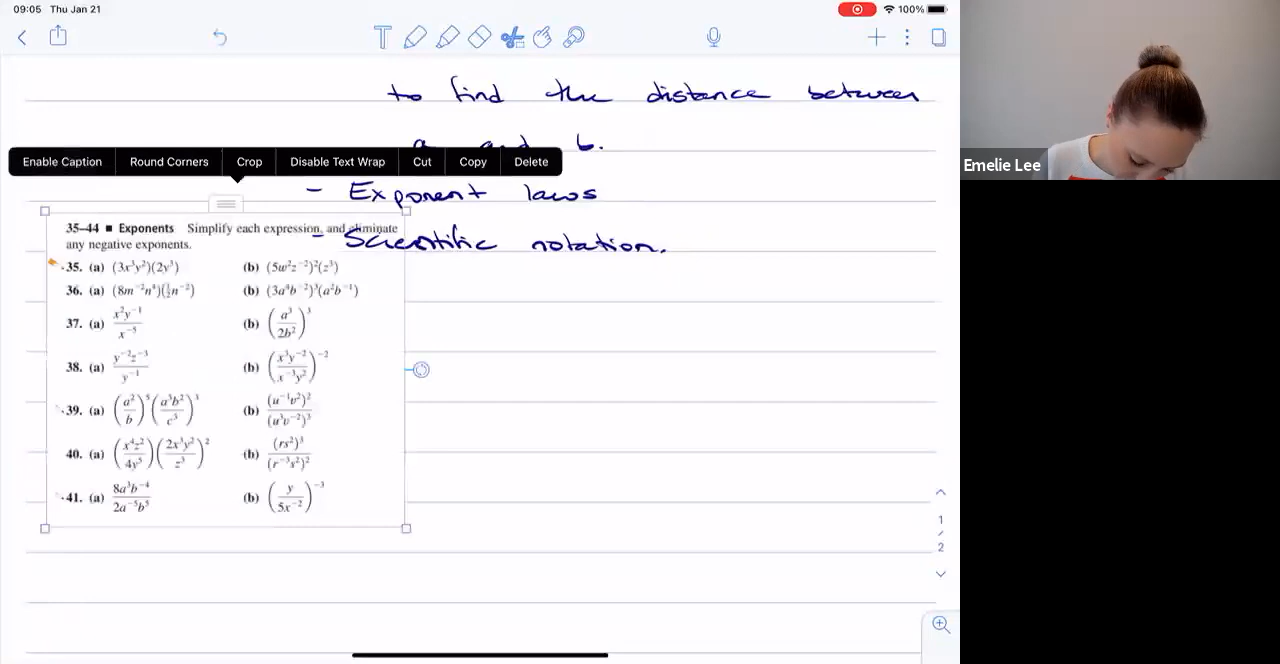 09:05 Thu Jan 21
100%
to find the distance between
a and b.
Enable Caption Round Corners Crop Disable Text Wrap Cut Copy Delete
- Exponent laws
- Scientific notation.
35–44 ■ Exponents Simplify each expression, and eliminate
any negative exponents.
35. (a) (3x³y²)(2y³) (b) (5w²z⁻²)²(z³)
36. (a) (8m⁻²n⁴)(½n⁻²) (b) (3a⁴b⁻²)³(a²b⁻¹)
37. (a) x²y⁻¹/x⁻⁵ (b) (a³/2b²)³
38. (a) y⁻²z⁻³/y⁻¹ (b) (x³y⁻²/x⁻³y²)⁻²
39. (a) (a²/b)⁵(a³b²/c³)³ (b) (u⁻¹v²)²/(u³v⁻²)³
40. (a) (x⁴z²/4y⁵)(2x³y²/z³)² (b) (rs²)³/(r⁻³s²)²
41. (a) 8a³b⁻⁴/2a⁻⁵b⁵ (b) (y/5x⁻²)⁻³
1
/
2
Emelie Lee